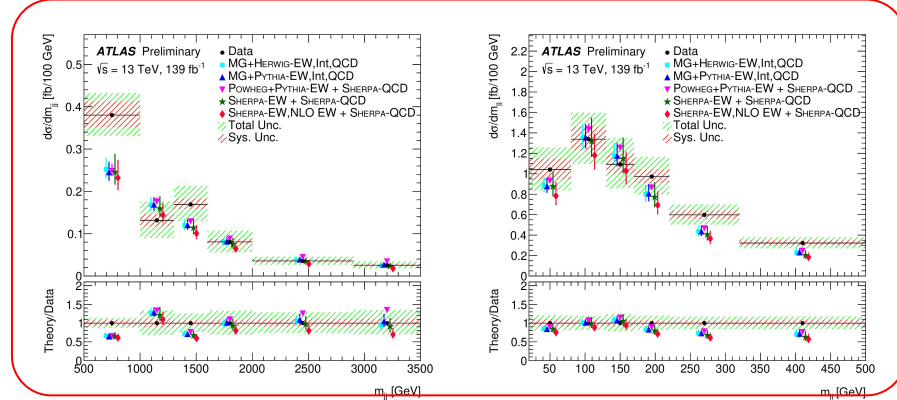 ATLAS Preliminary
√s = 13 TeV, 139 fb⁻¹
Data
MG+HERWIG-EW,Int,QCD
MG+PYTHIA-EW,Int,QCD
POWHEG+PYTHIA-EW + SHERPA-QCD
SHERPA-EW + SHERPA-QCD
SHERPA-EW,NLO EW + SHERPA-QCD
Total Unc.
Sys. Unc.
dσ/dm_jj [fb/100 GeV]
0.5
0.4
0.3
0.2
0.1
0
Theory/Data
2
1.5
1
0.5
0
500 1000 1500 2000 2500 3000 3500
m_jj [GeV]
ATLAS Preliminary
√s = 13 TeV, 139 fb⁻¹
Data
MG+HERWIG-EW,Int,QCD
MG+PYTHIA-EW,Int,QCD
POWHEG+PYTHIA-EW + SHERPA-QCD
SHERPA-EW + SHERPA-QCD
SHERPA-EW,NLO EW + SHERPA-QCD
Total Unc.
Sys. Unc.
dσ/dm_jj [fb/100 GeV]
2.2
2
1.8
1.6
1.4
1.2
1
0.8
0.6
0.4
0.2
0
Theory/Data
2
1.5
1
0.5
0
50 100 150 200 250 300 350 400 450 500
m_jj [GeV]